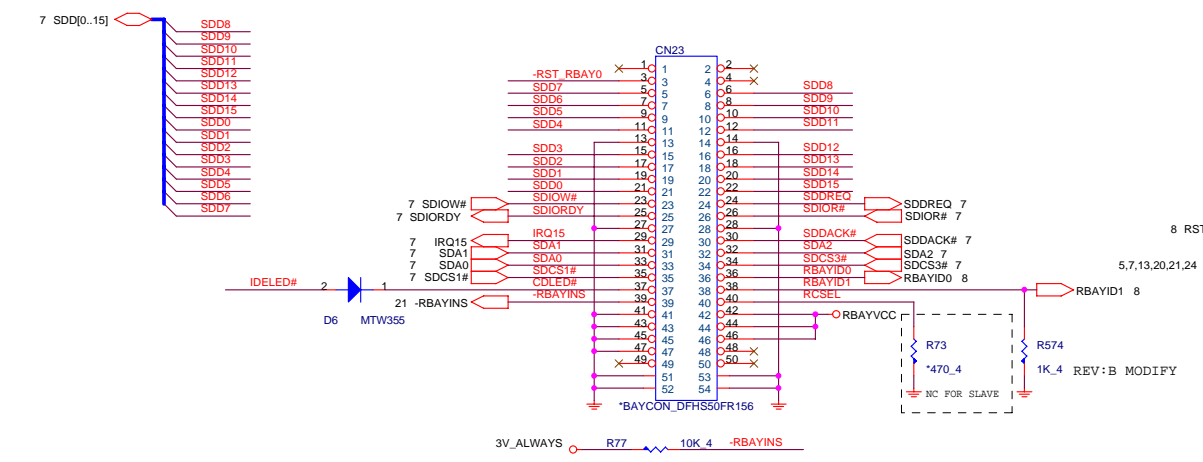 7 SDD[0..15]
SDD8
SDD9
SDD10
SDD11
SDD12
SDD13
SDD14
SDD15
SDD0
SDD1
SDD2
SDD3
SDD4
SDD5
SDD6
SDD7
CN23
1 1 2 2
-RST_RBAY0 3 3 4 4
SDD7 5 5 6 6 SDD8
SDD6 7 7 8 8 SDD9
SDD5 9 9 10 10 SDD10
SDD4 11 11 12 12 SDD11
13 13 14 14
SDD3 15 15 16 16 SDD12
SDD2 17 17 18 18 SDD13
SDD1 19 19 20 20 SDD14
SDD0 21 21 22 22 SDD15
7 SDIOW# SDIOW# 23 23 24 24 SDDREQ SDDREQ 7
7 SDIORDY SDIORDY 25 25 26 26 SDIOR# SDIOR# 7
27 27 28 28
7 IRQ15 IRQ15 29 29 30 30 SDDACK# SDDACK# 7
7 SDA1 SDA1 31 31 32 32 SDA2 SDA2 7
7 SDA0 SDA0 33 33 34 34 SDCS3# SDCS3# 7
7 SDCS1# SDCS1# 35 35 36 36 RBAYID0 RBAYID0 8
IDELED# 2 1 CDLED# 37 37 38 38 RBAYID1 RBAYID1 8
21 -RBAYINS -RBAYINS 39 39 40 40 RCSEL
D6 MTW355
41 41 42 42 RBAYVCC
43 43 44 44
45 45 46 46
47 47 48 48
49 49 50 50
51 53
52 54
*BAYCON_DFHS50FR156
8 RST
5,7,13,20,21,24
R73
*470_4
NC FOR SLAVE
R574
1K_4
REV:B MODIFY
3V_ALWAYS R77 10K_4 -RBAYINS